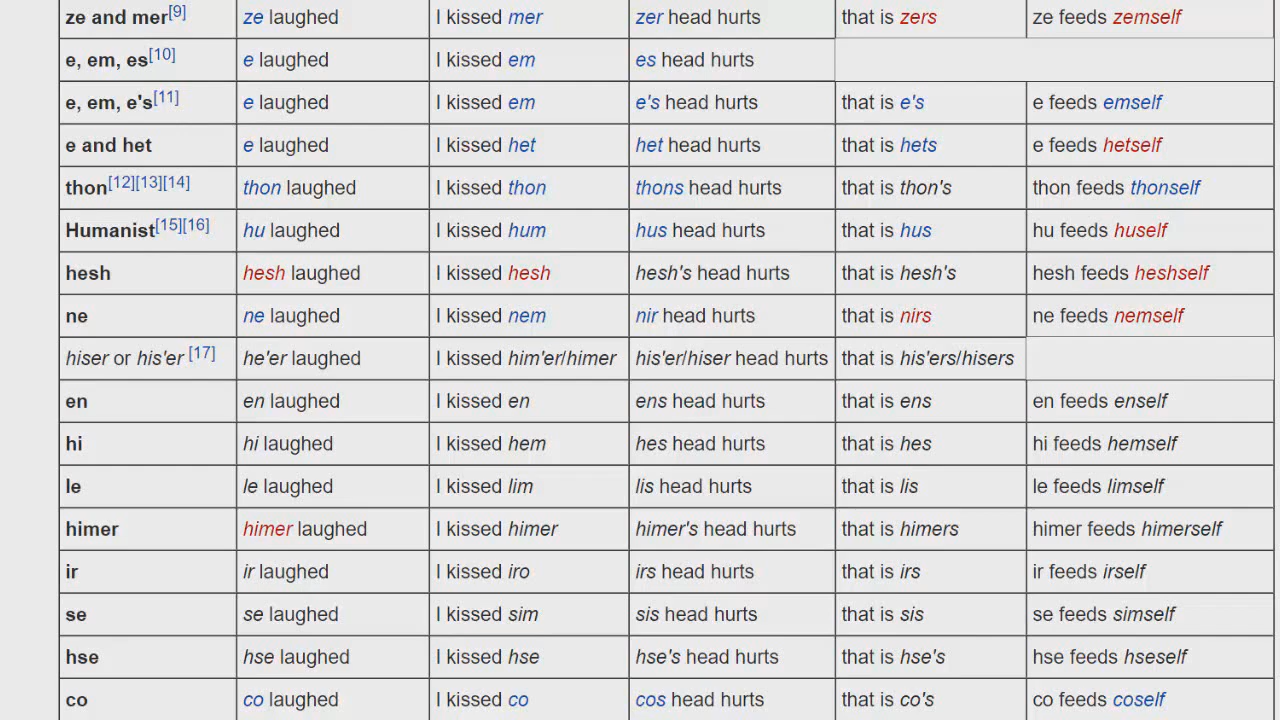 ze and mer[9] ze laughed I kissed mer zer head hurts that is zers ze feeds zemself
e, em, es[10] e laughed I kissed em es head hurts
e, em, e's[11] e laughed I kissed em e's head hurts that is e's e feeds emself
e and het e laughed I kissed het het head hurts that is hets e feeds hetself
thon[12][13][14] thon laughed I kissed thon thons head hurts that is thon's thon feeds thonself
Humanist[15][16] hu laughed I kissed hum hus head hurts that is hus hu feeds huself
hesh hesh laughed I kissed hesh hesh's head hurts that is hesh's hesh feeds heshself
ne ne laughed I kissed nem nir head hurts that is nirs ne feeds nemself
hiser or his'er [17] he'er laughed I kissed him'er/himer his'er/hiser head hurts that is his'ers/hisers
en en laughed I kissed en ens head hurts that is ens en feeds enself
hi hi laughed I kissed hem hes head hurts that is hes hi feeds hemself
le le laughed I kissed lim lis head hurts that is lis le feeds limself
himer himer laughed I kissed himer himer's head hurts that is himers himer feeds himerself
ir ir laughed I kissed iro irs head hurts that is irs ir feeds irself
se se laughed I kissed sim sis head hurts that is sis se feeds simself
hse hse laughed I kissed hse hse's head hurts that is hse's hse feeds hseself
co co laughed I kissed co cos head hurts that is co's co feeds coself